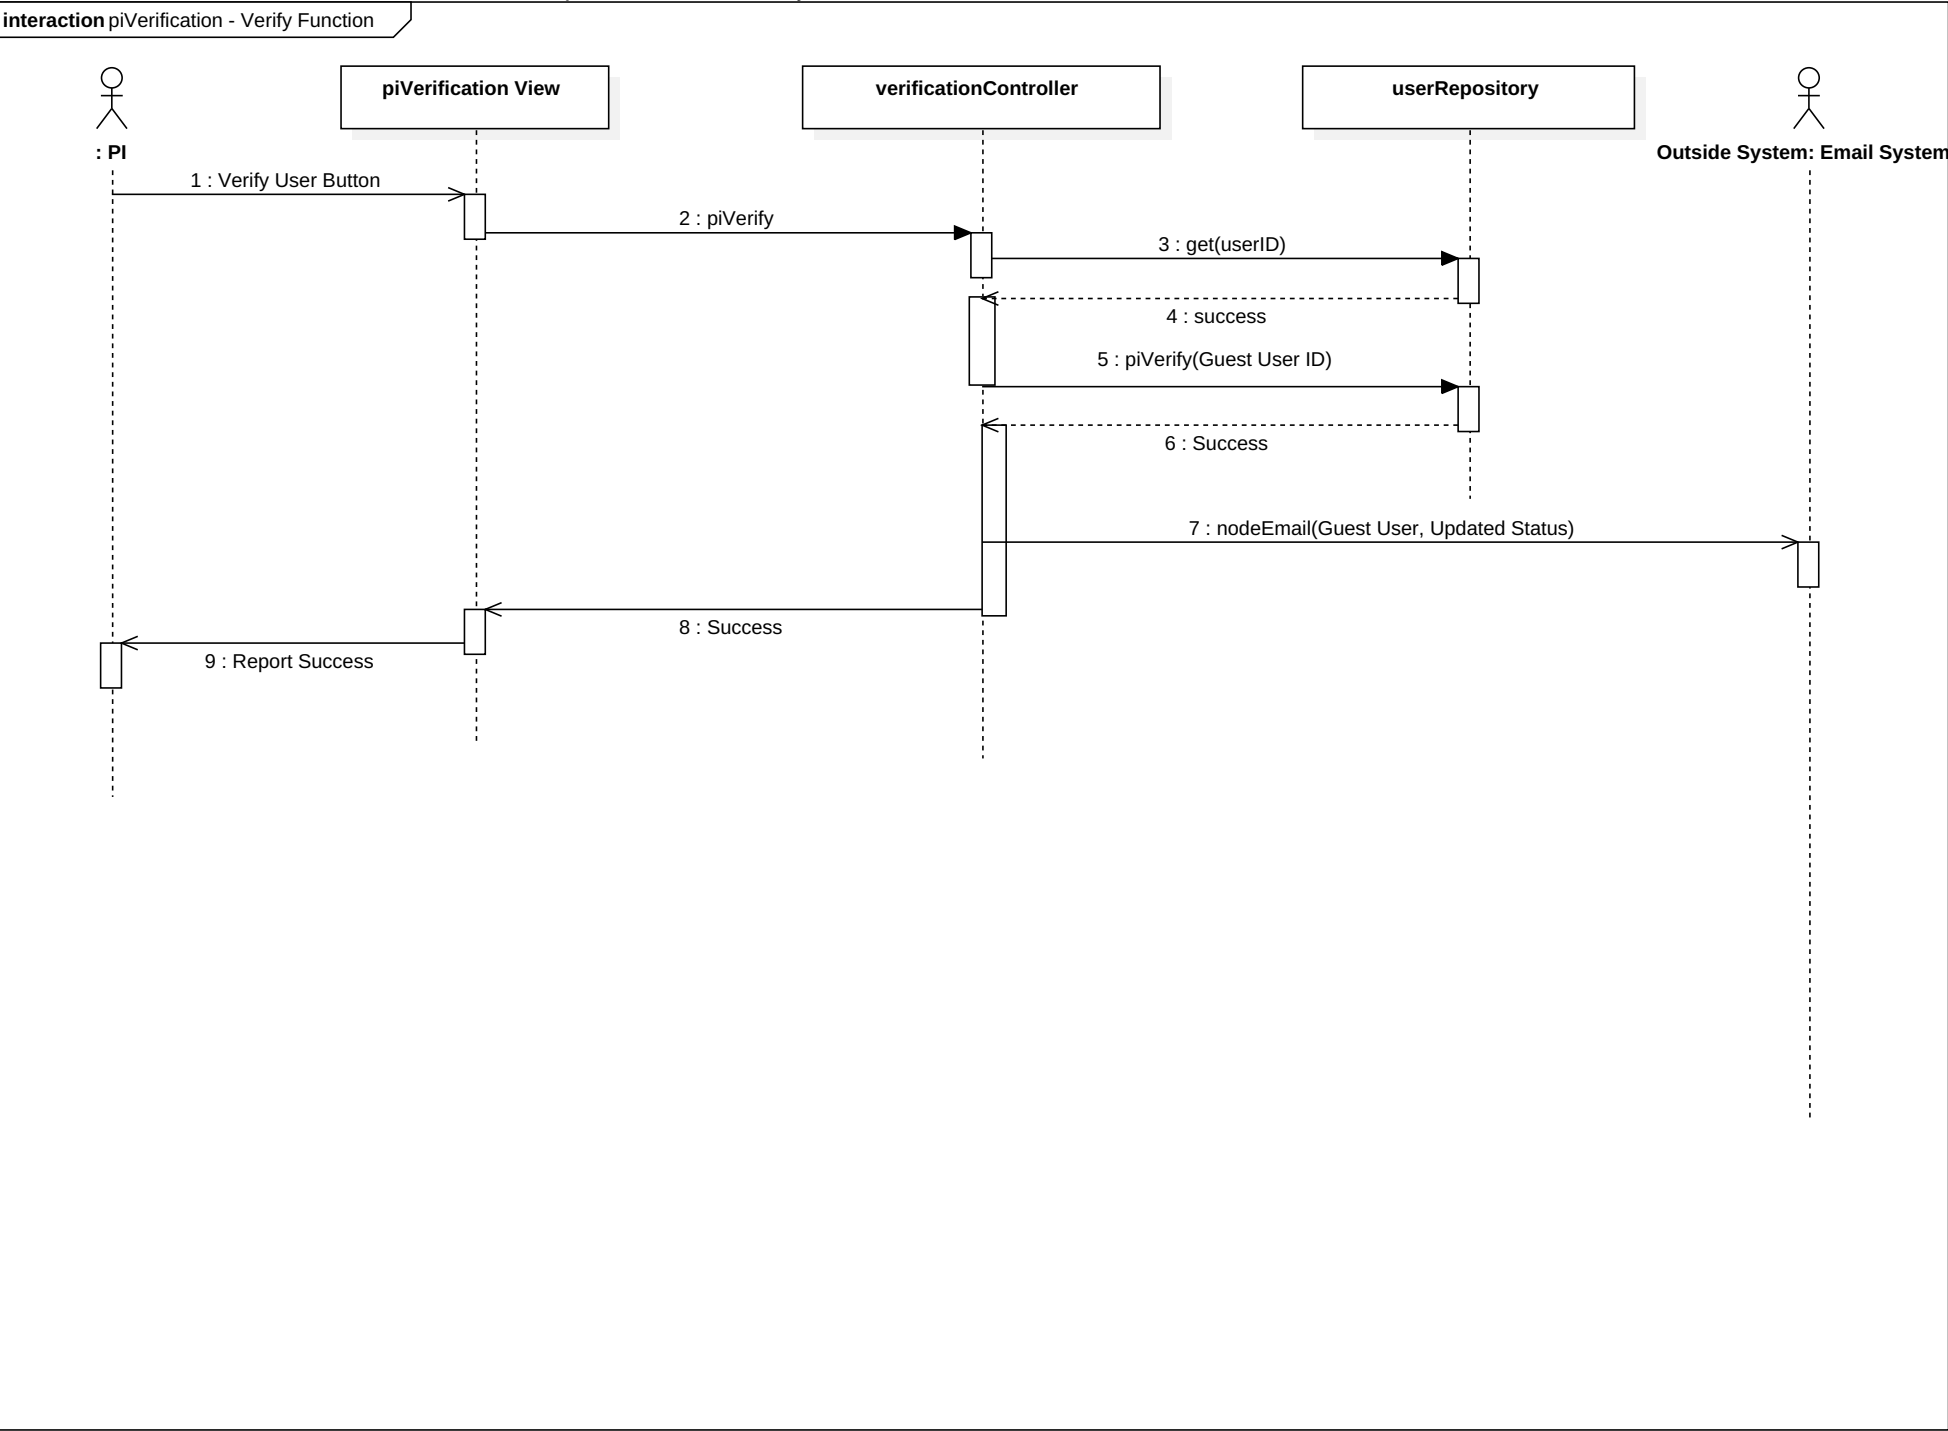 interaction piVerification - Verify Function
piVerification View
verificationController
userRepository
: PI
Outside System: Email System
1 : Verify User Button
2 : piVerify
3 : get(userID)
4 : success
5 : piVerify(Guest User ID)
6 : Success
7 : nodeEmail(Guest User, Updated Status)
8 : Success
9 : Report Success